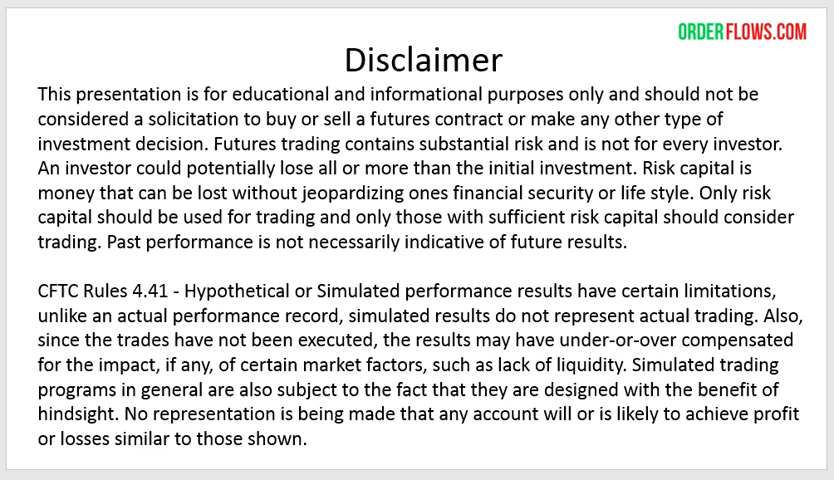 ORDERFLOWS.COM
Disclaimer
This presentation is for educational and informational purposes only and should not be
considered a solicitation to buy or sell a futures contract or make any other type of
investment decision. Futures trading contains substantial risk and is not for every investor.
An investor could potentially lose all or more than the initial investment. Risk capital is
money that can be lost without jeopardizing ones financial security or life style. Only risk
capital should be used for trading and only those with sufficient risk capital should consider
trading. Past performance is not necessarily indicative of future results.
CFTC Rules 4.41 - Hypothetical or Simulated performance results have certain limitations,
unlike an actual performance record, simulated results do not represent actual trading. Also,
since the trades have not been executed, the results may have under-or-over compensated
for the impact, if any, of certain market factors, such as lack of liquidity. Simulated trading
programs in general are also subject to the fact that they are designed with the benefit of
hindsight. No representation is being made that any account will or is likely to achieve profit
or losses similar to those shown.